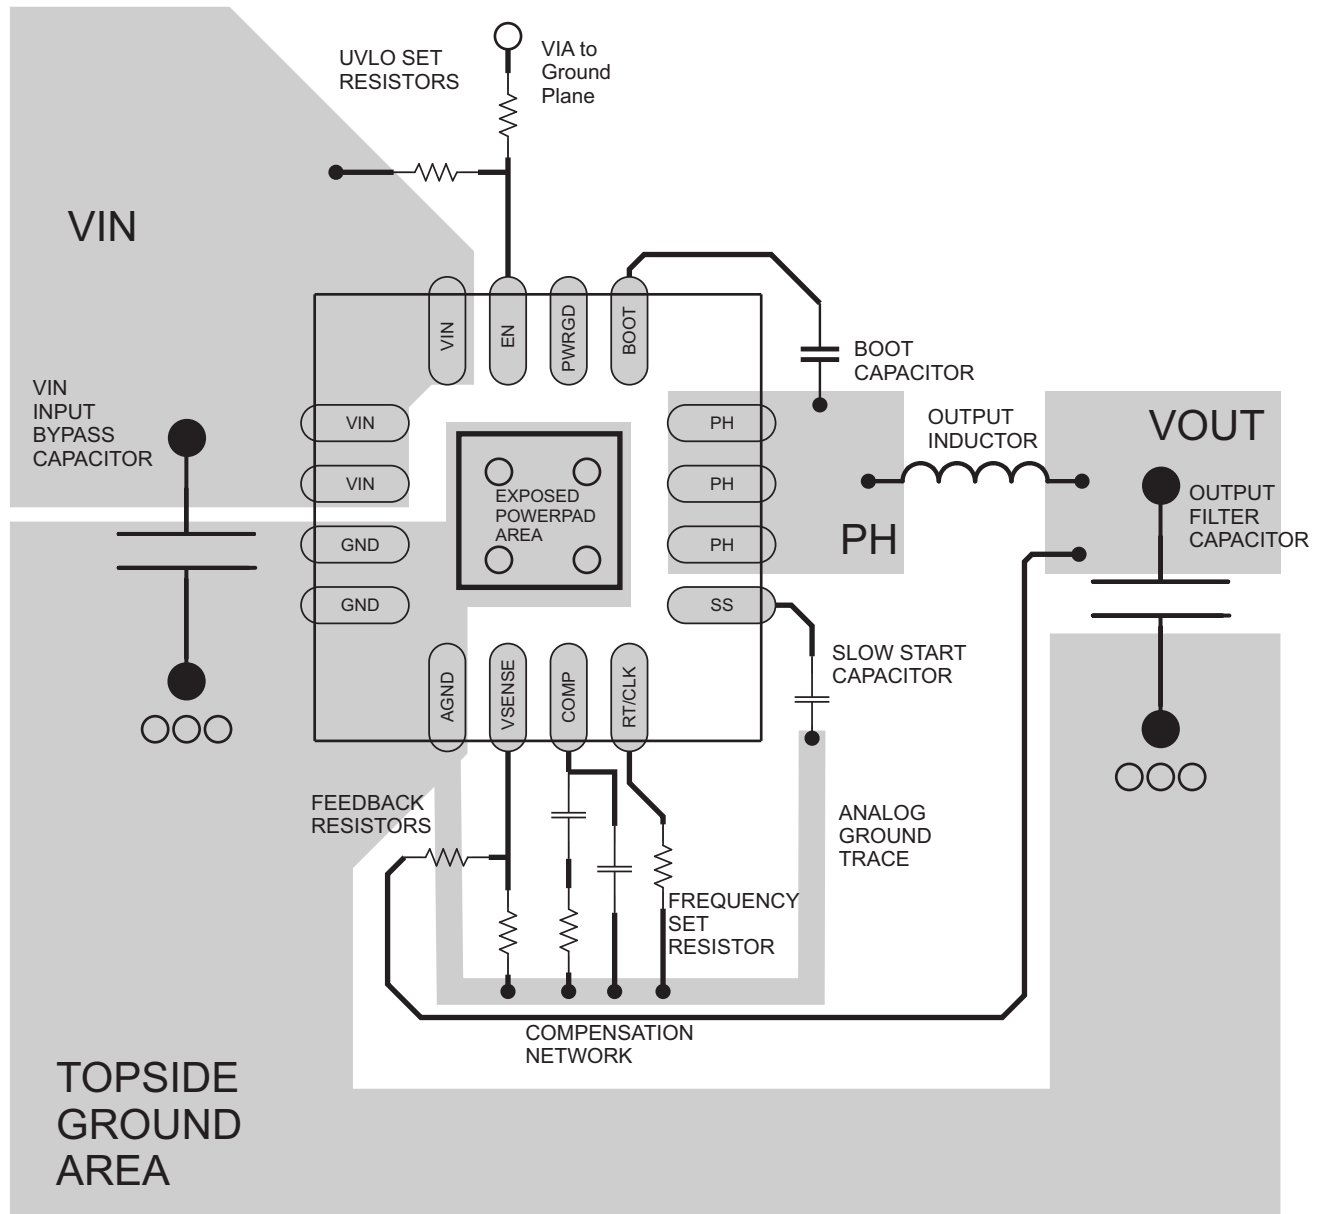 UVLO SET
RESISTORS
VIA to
Ground
Plane
VIN
VIN
EN
PWRGD
BOOT
BOOT
CAPACITOR
VIN
INPUT
BYPASS
CAPACITOR
VIN
VIN
GND
GND
EXPOSED
POWERPAD
AREA
PH
PH
PH
SS
PH
OUTPUT
INDUCTOR
VOUT
OUTPUT
FILTER
CAPACITOR
AGND
VSENSE
COMP
RT/CLK
SLOW START
CAPACITOR
FEEDBACK
RESISTORS
ANALOG
GROUND
TRACE
FREQUENCY
SET
RESISTOR
COMPENSATION
NETWORK
TOPSIDE
GROUND
AREA